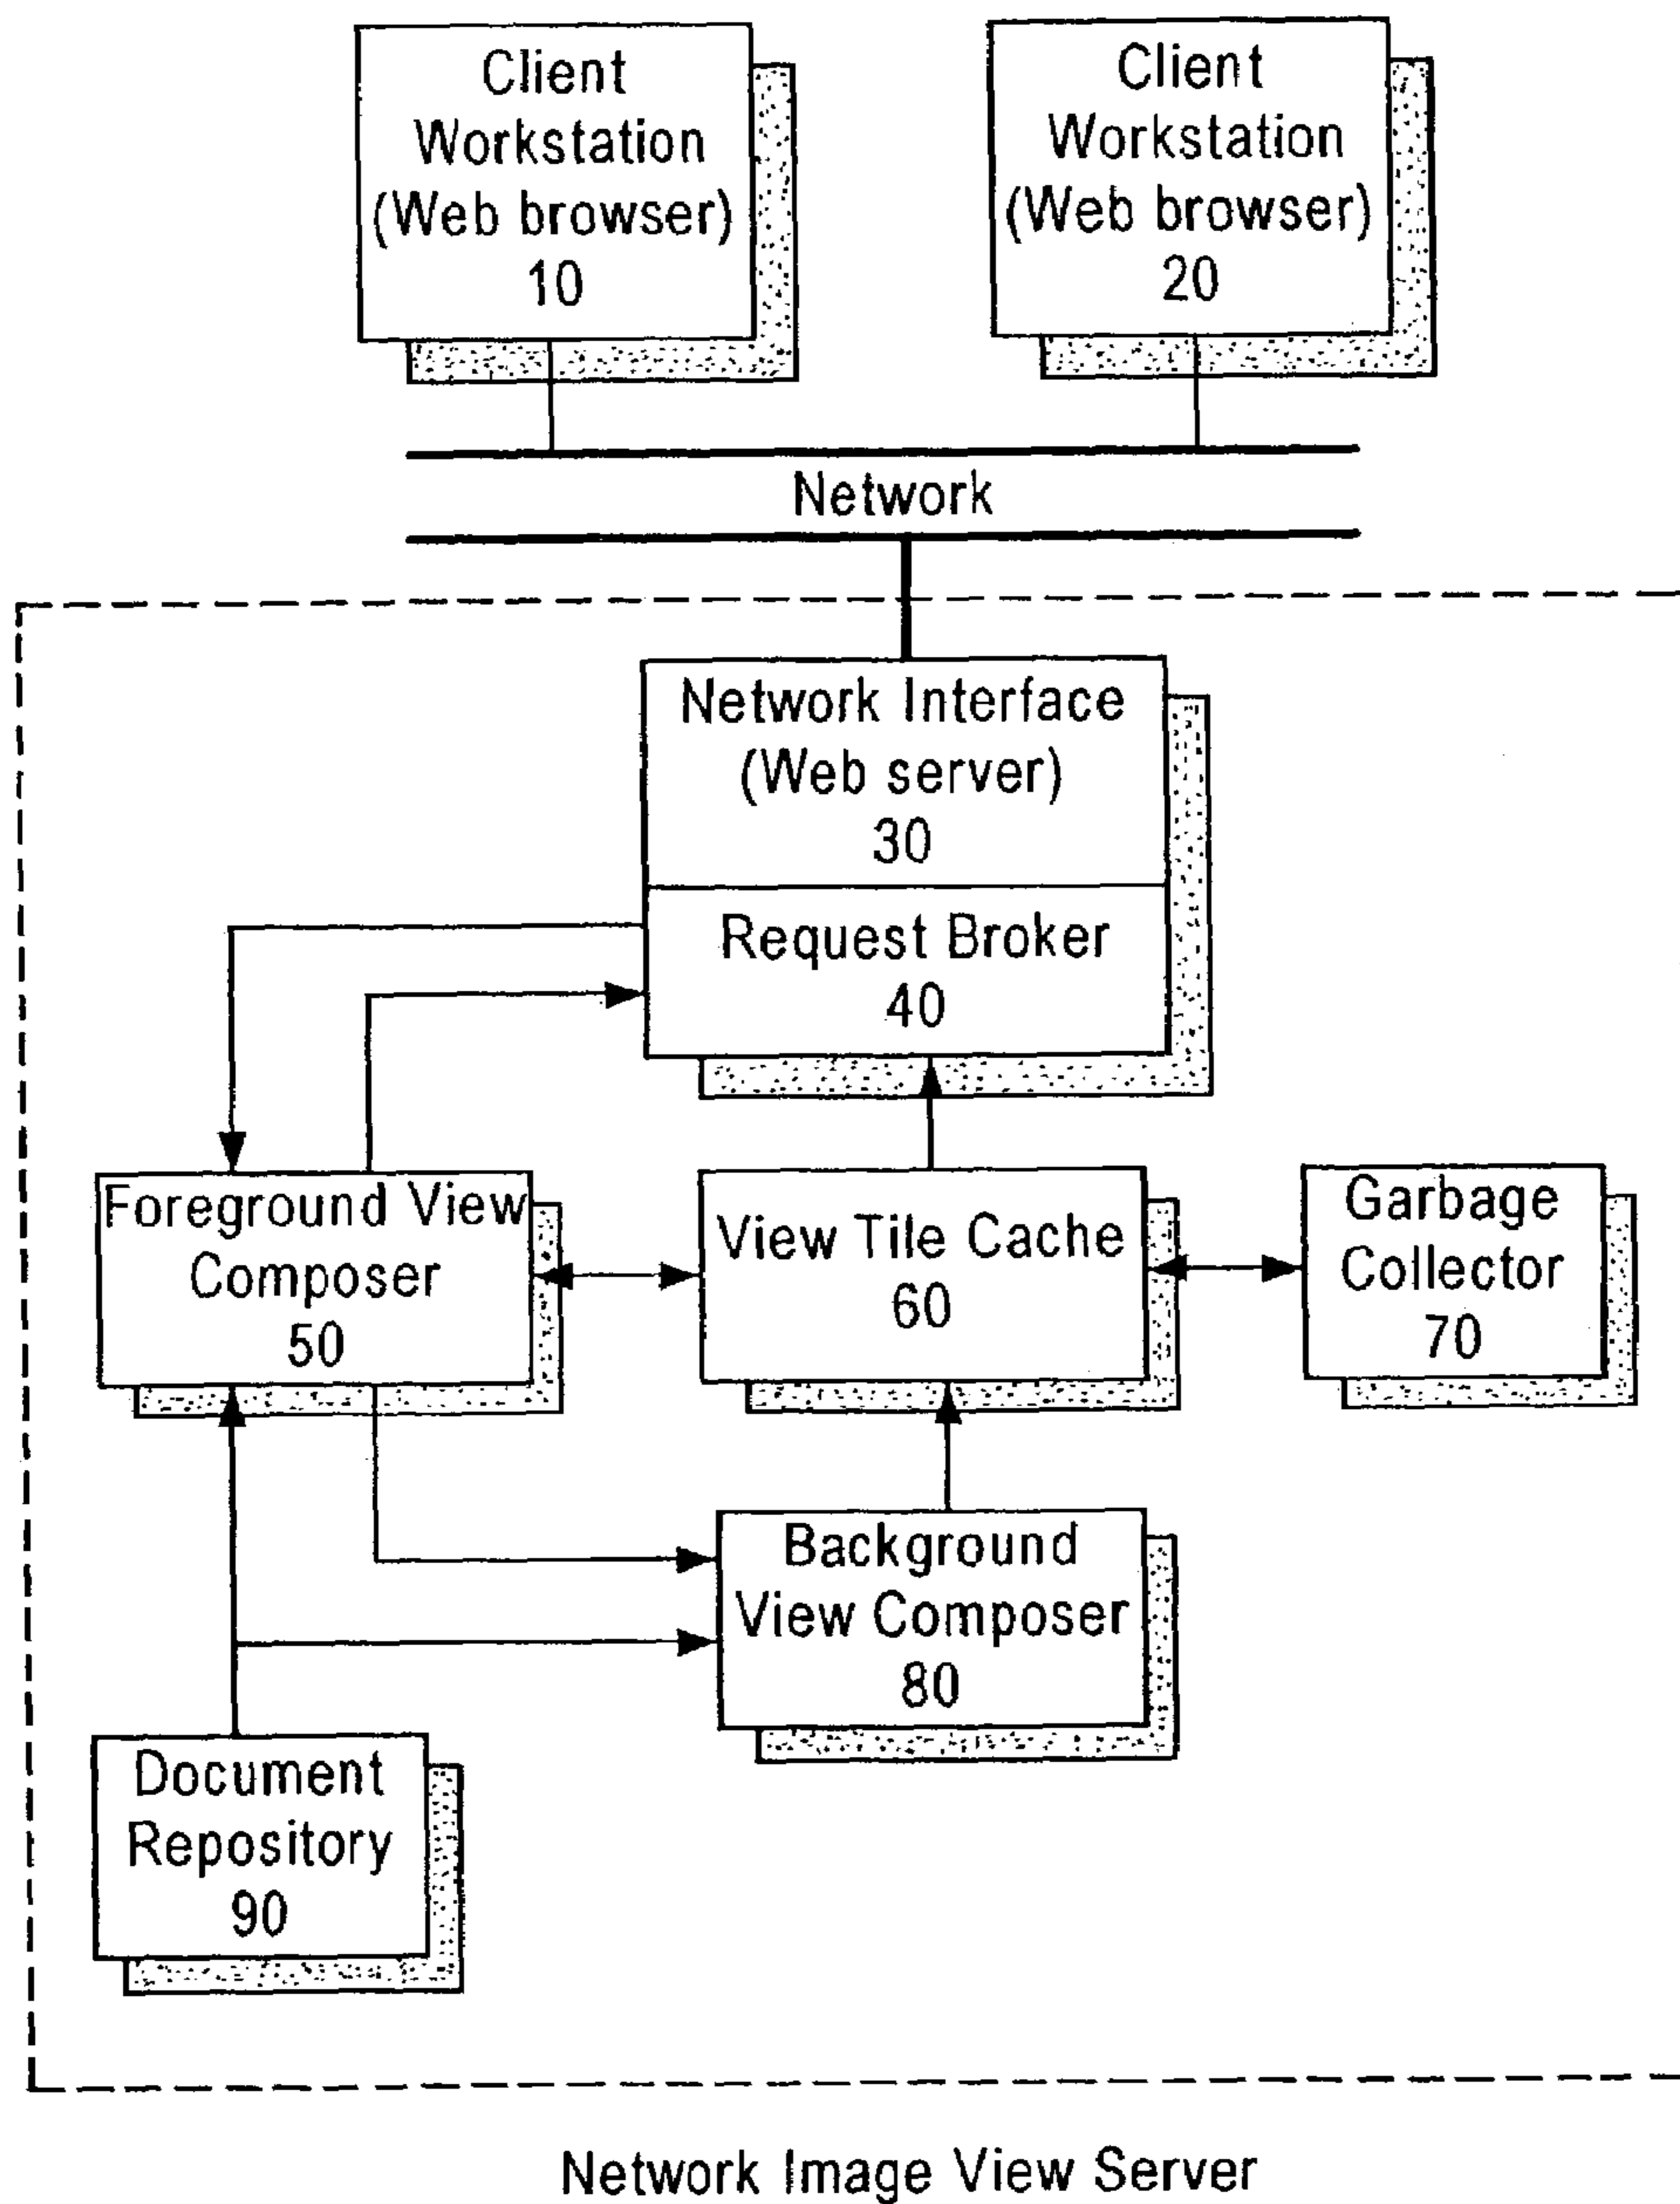 Client
Workstation
(Web browser)
10
Client
Workstation
(Web browser)
20
Network
Network Interface
(Web server)
30
Request Broker
40
Foreground View
Composer
50
View Tile Cache
60
Garbage
Collector
70
Background
View Composer
80
Document
Repository
90
Network Image View Server